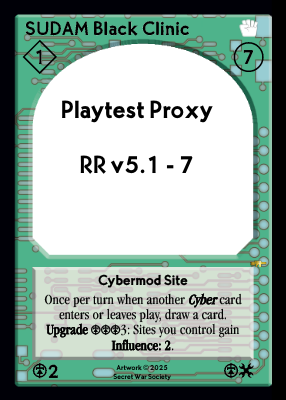 SUDAM Black Clinic
1
7
Playtest Proxy
RR v5.1 - 7
Cybermod Site
Once per turn when another Cyber card
enters or leaves play, draw a card.
Upgrade 3: Sites you control gain
Influence: 2.
2
Artwork © 2025
Secret War Society